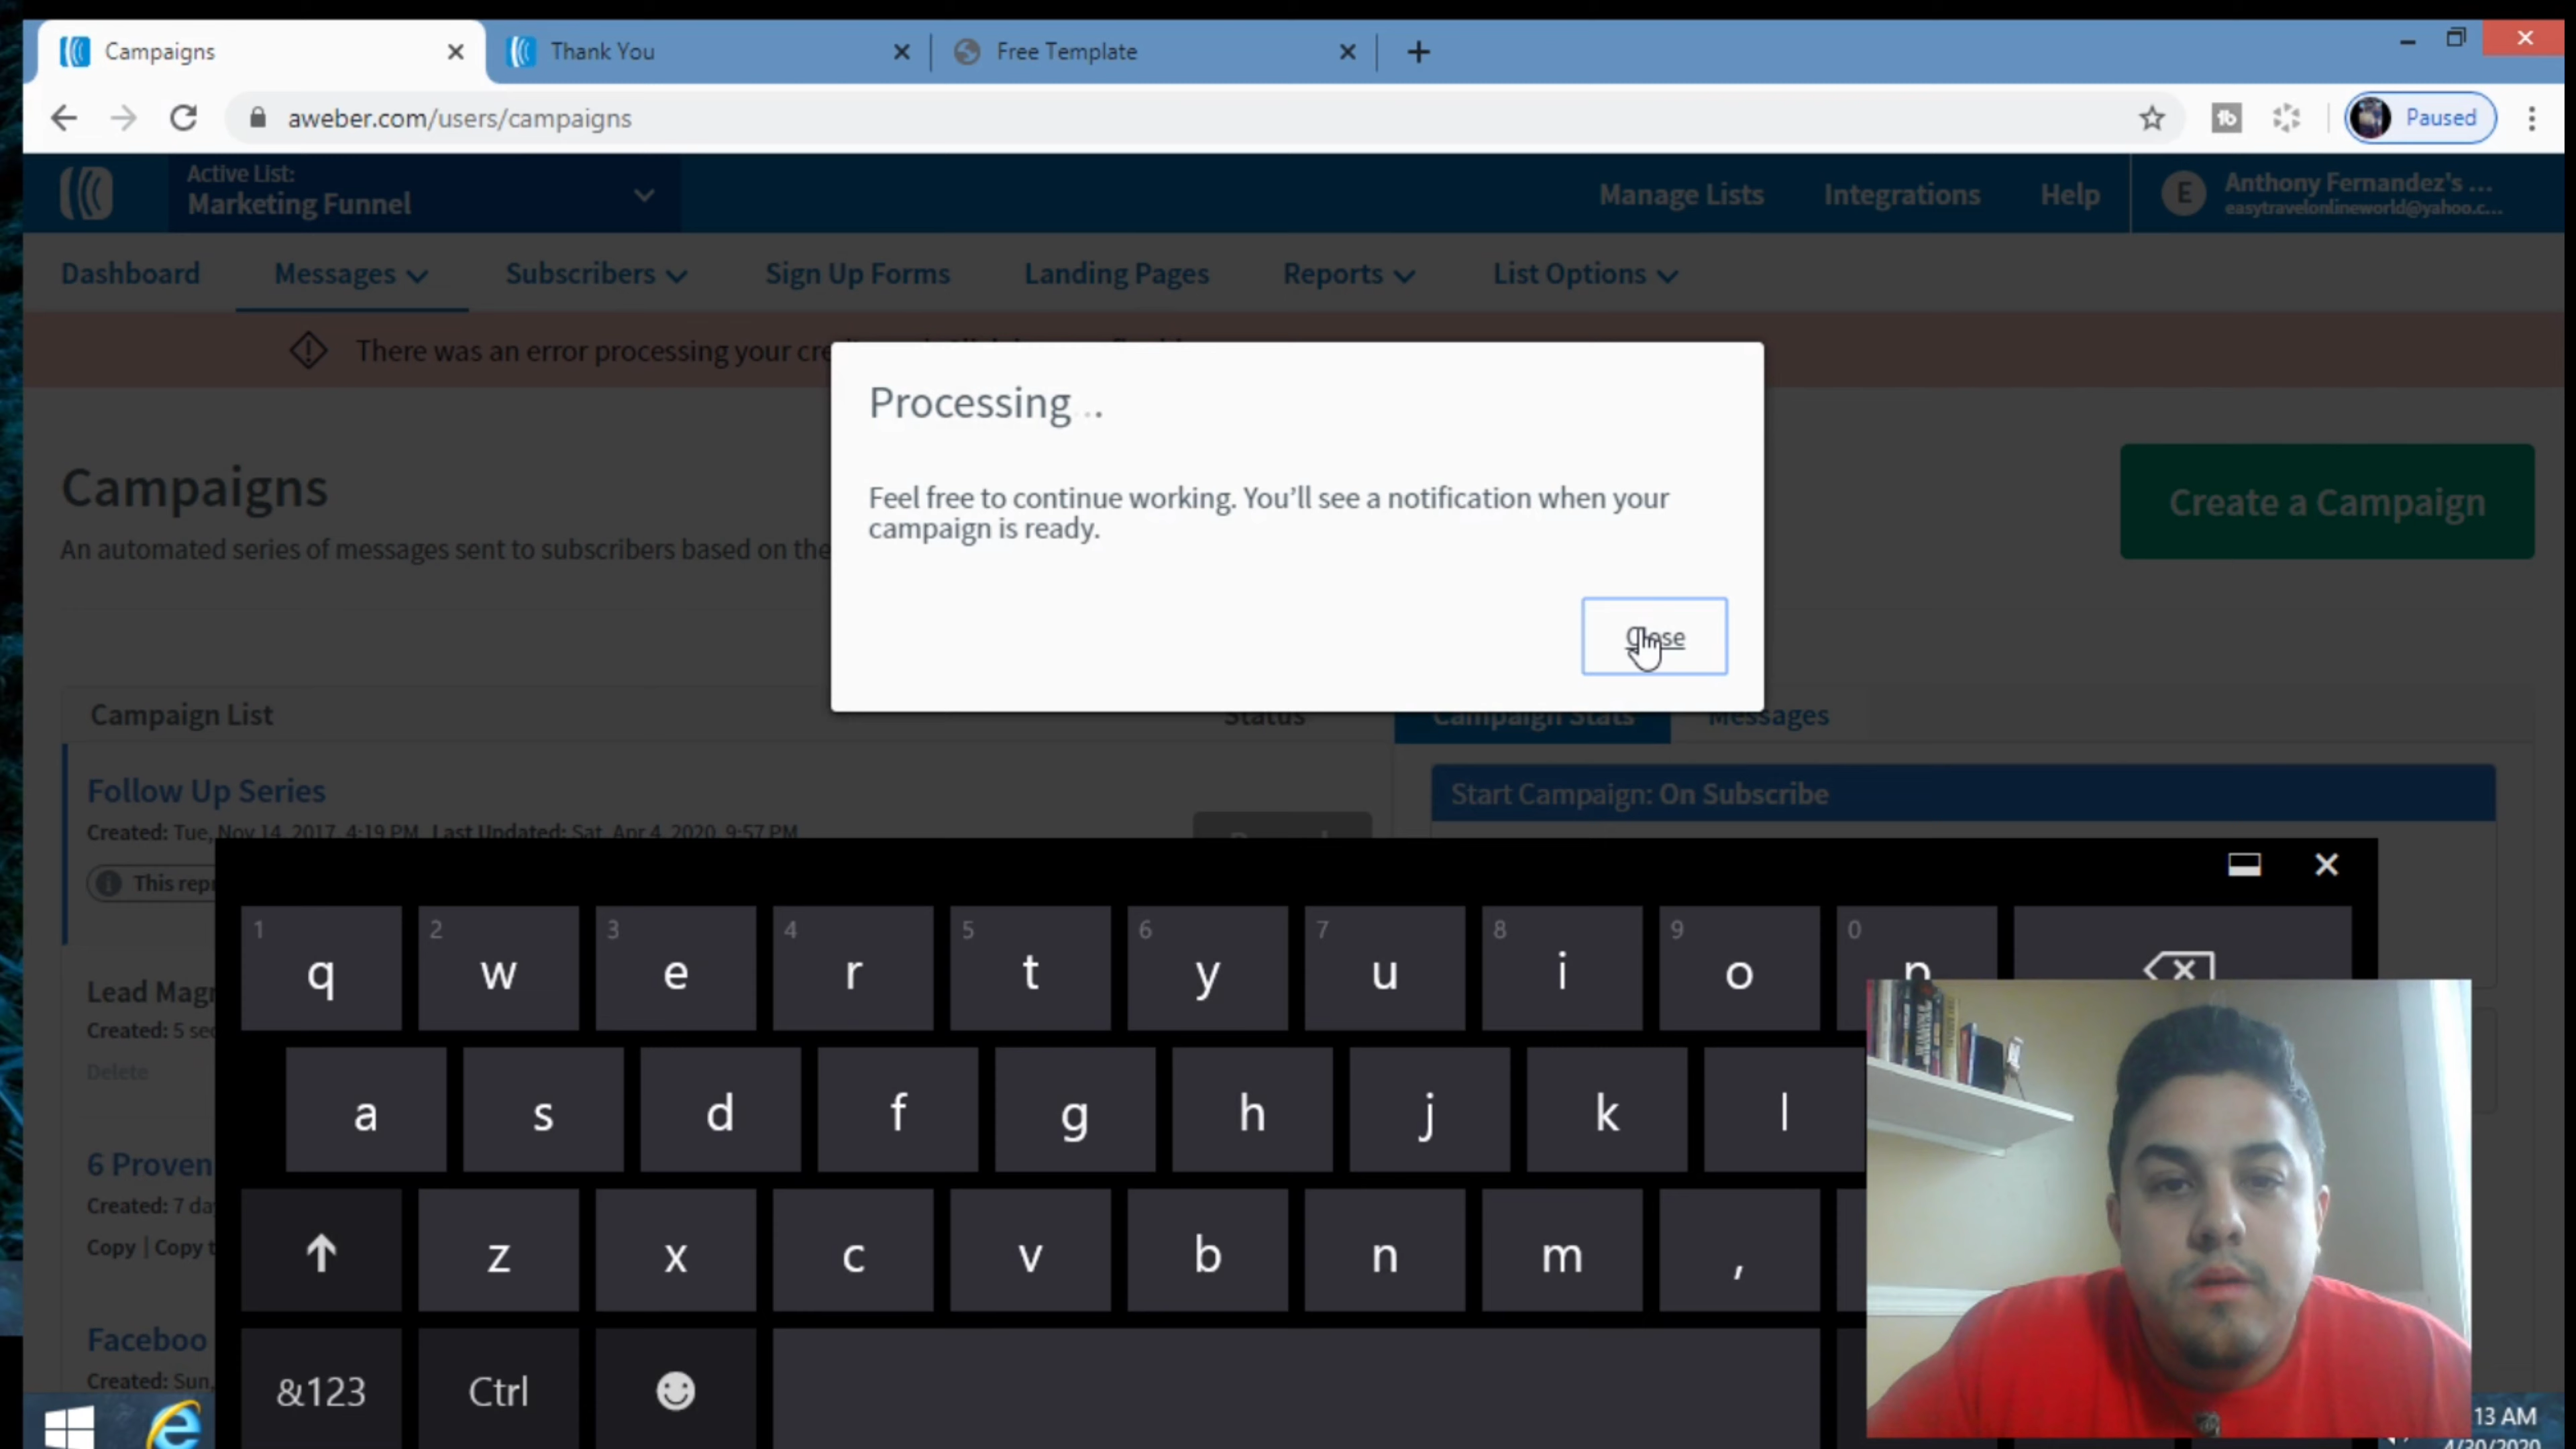 Campaigns
Thank You
Free Template
aweber.com/users/campaigns
Paused
Active List:
Marketing Funnel
Manage Lists
Integrations
Help
E
Anthony Fernandez's ...
easytravelonlineworld@yahoo.c...
Dashboard
Messages
Subscribers
Sign Up Forms
Landing Pages
Reports
List Options
There was an error processing your
Processing...
Feel free to continue working. You'll see a notification when your
campaign is ready.
Close
Campaigns
An automated series of messages sent to subscribers based on the
Create a Campaign
Campaign List
Status
Campaign Stats
Messages
Follow Up Series
Created: Tue, Nov 14, 2017, 4:19 PM Last Updated: Sat, Apr 4, 2020, 9:57 PM
Start Campaign: On Subscribe
This
Lead
Created: 5
Delete
6 Proven
Created: 7
Copy | Copy
Created: Sun,
1 2 3 4 5 6 7 8 9 0
q w e r t y u i o p
a s d f g h j k l
z x c v b n m ,
&123 Ctrl
13 AM
4/30/2020